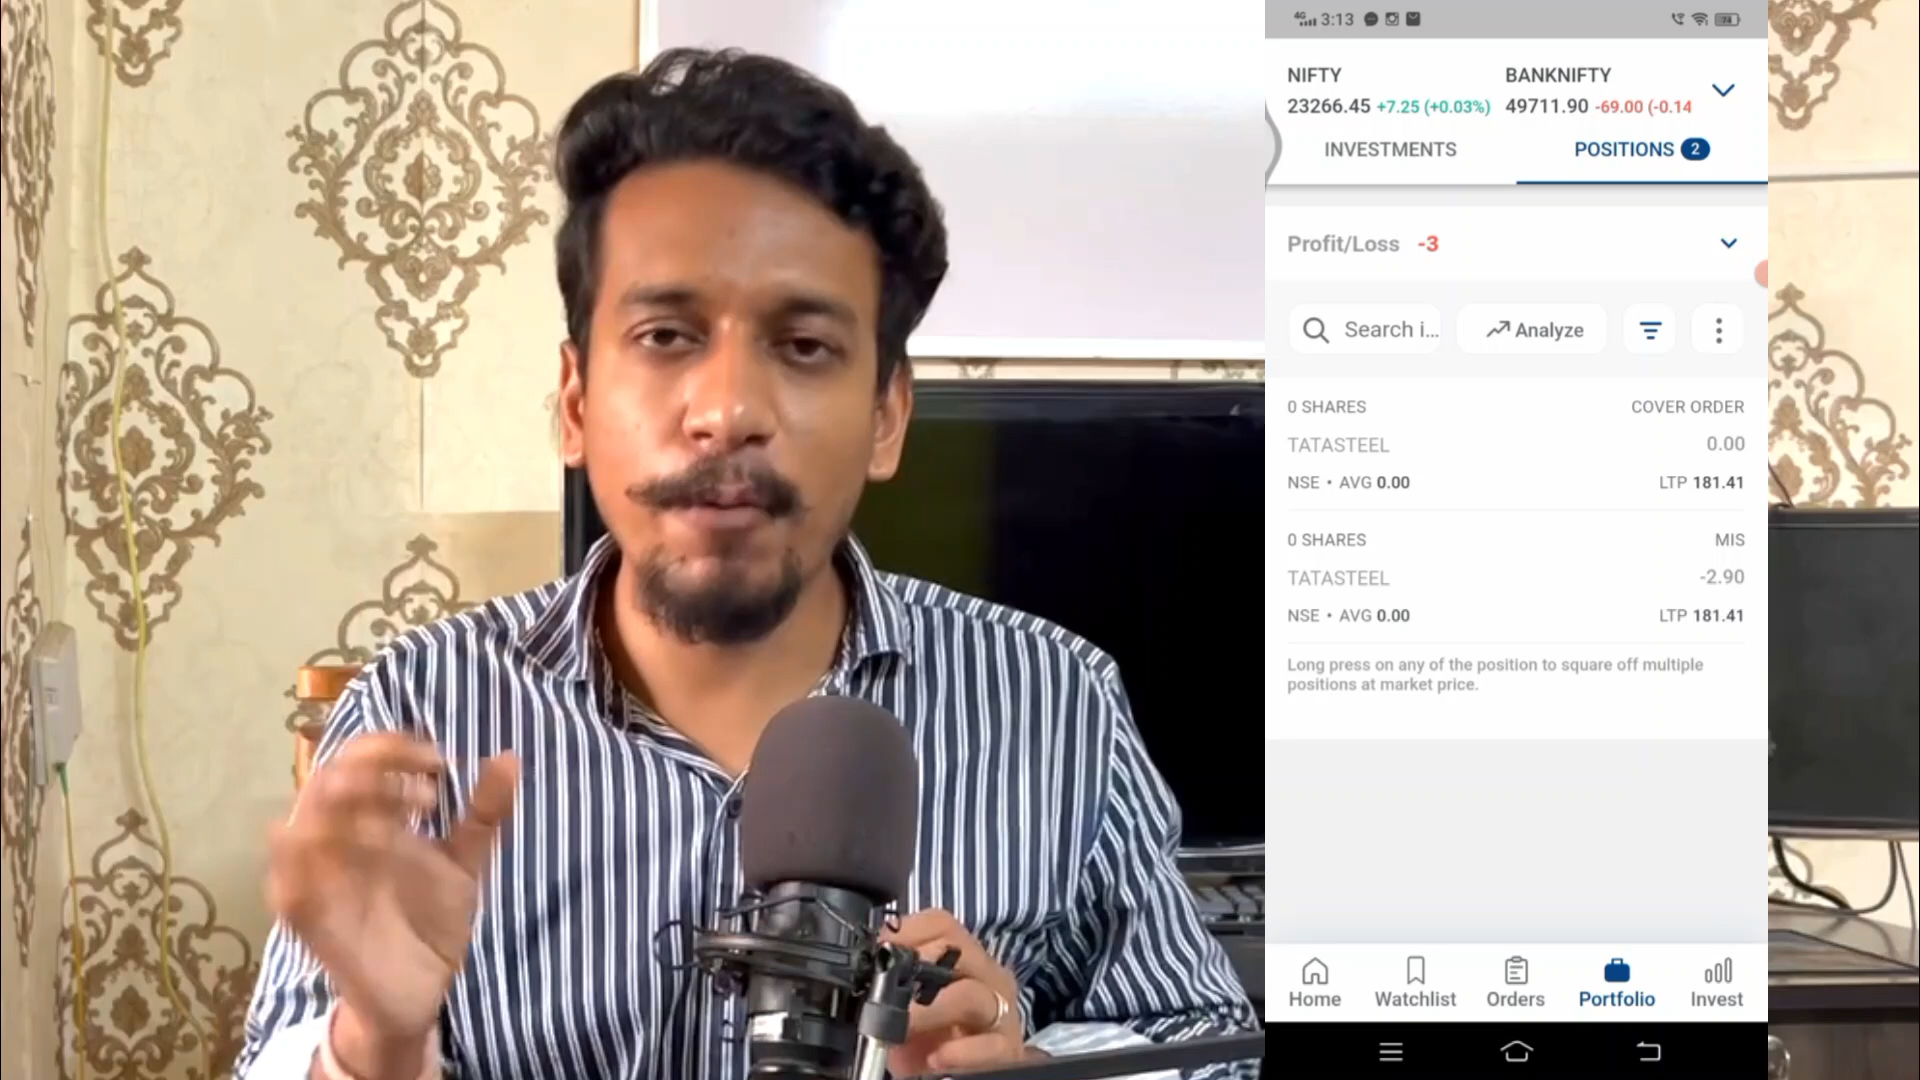 4G 3:13 74
NIFTY BANKNIFTY
23266.45 +7.25 (+0.03%) 49711.90 -69.00 (-0.14
INVESTMENTS POSITIONS 2
Profit/Loss -3
Search i... Analyze
0 SHARES COVER ORDER
TATASTEEL 0.00
NSE • AVG 0.00 LTP 181.41
0 SHARES MIS
TATASTEEL -2.90
NSE • AVG 0.00 LTP 181.41
Long press on any of the position to square off multiple
positions at market price.
Home Watchlist Orders Portfolio Invest